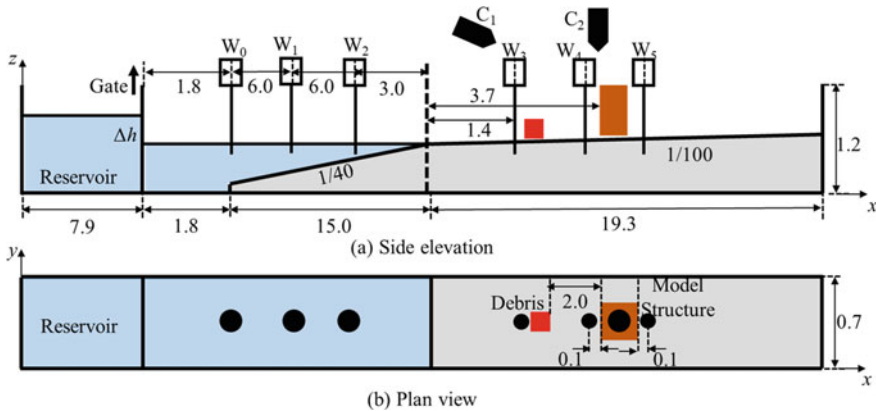 C1 C2
z W0 W1 W2 W3 W4 W5
Gate
1.8 6.0 6.0 3.0
3.7
1.4
Δh
1.2
Reservoir
1/40
1/100
7.9 1.8 15.0 19.3 x
(a) Side elevation
y
Debris 2.0 Model
Structure
Reservoir
0.7
0.1 0.1
x
(b) Plan view